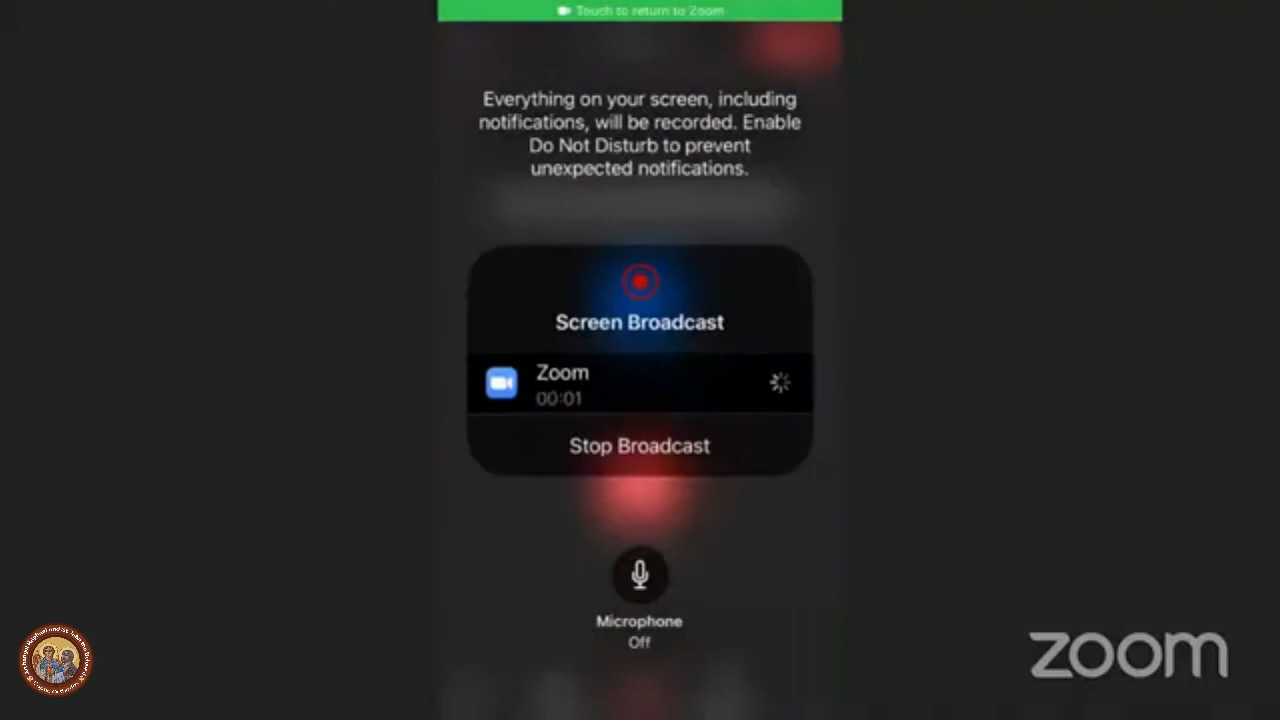 Touch to return to Zoom
Everything on your screen, including
notifications, will be recorded. Enable
Do Not Disturb to prevent
unexpected notifications.
Screen Broadcast
Zoom
00:01
Stop Broadcast
Microphone
Off
zoom